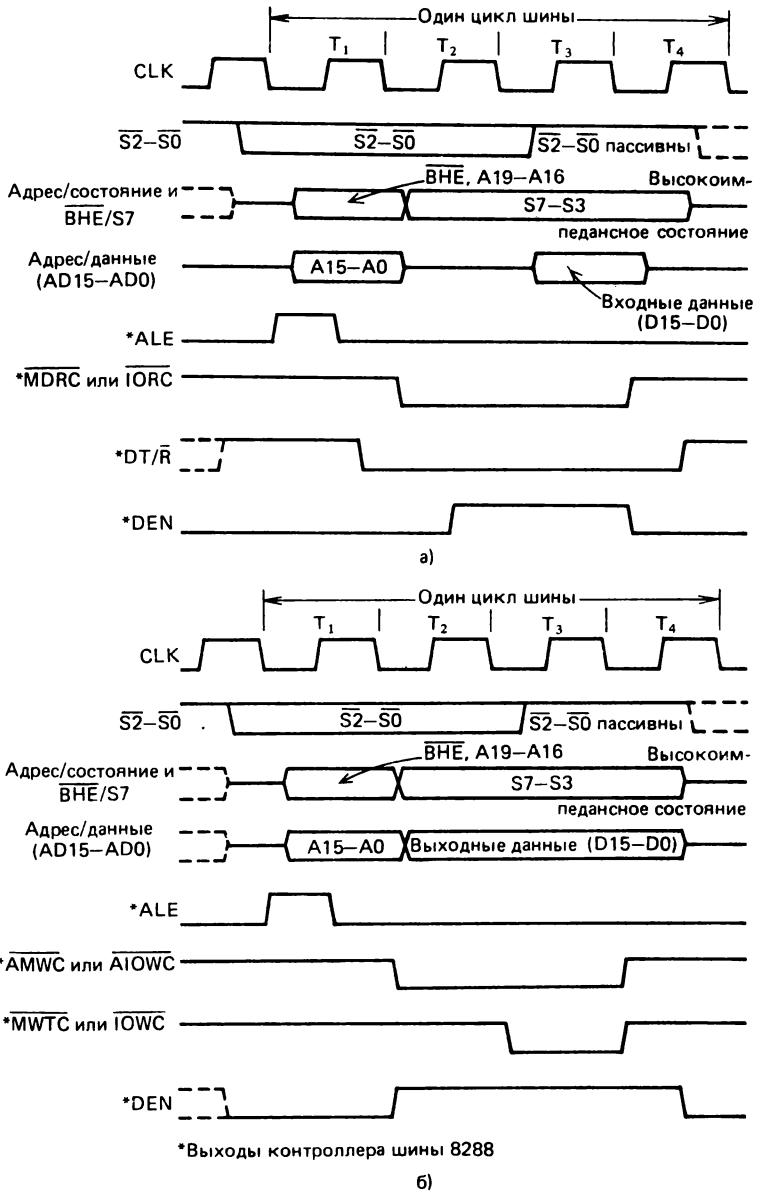 Один цикл шины
T1 T2 T3 T4
CLK
S2–S0 S2–S0 S2–S0 пассивны
BHE, A19–A16 Высокоим-
Адрес/состояние и
BHE/S7 S7–S3
педансное состояние
Адрес/данные
(AD15–AD0) A15–A0
Входные данные
(D15–D0)
*ALE
*MDRC или IORC
*DT/R
*DEN
а)
Один цикл шины
T1 T2 T3 T4
CLK
S2–S0 S2–S0 S2–S0 пассивны
BHE, A19–A16 Высокоим-
Адрес/состояние и
BHE/S7 S7–S3
педансное состояние
Адрес/данные
(AD15–AD0) A15–A0 Выходные данные (D15–D0)
*ALE
*AMWC или AIOWC
*MWTC или IOWC
*DEN
*Выходы контроллера шины 8288
б)